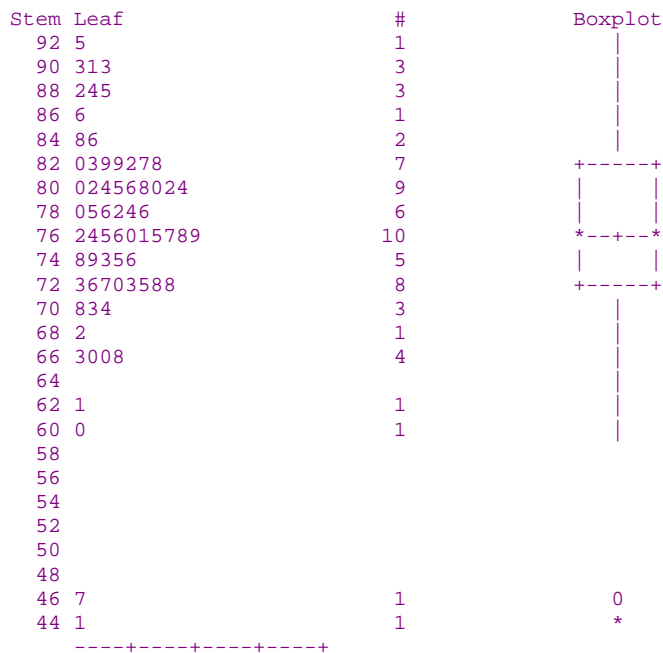 Stem Leaf                        #                 Boxplot
  92 5                           1                    |
  90 313                         3                    |
  88 245                         3                    |
  86 6                           1                    |
  84 86                          2                    |
  82 0399278                     7                 +-----+
  80 024568024                   9                 |     |
  78 056246                      6                 |     |
  76 2456015789                 10                 *--+--*
  74 89356                       5                 |     |
  72 36703588                    8                 +-----+
  70 834                         3                    |
  68 2                           1                    |
  66 3008                        4                    |
  64                                                  |
  62 1                           1                    |
  60 0                           1                    |
  58
  56
  54
  52
  50
  48
  46 7                           1                    0
  44 1                           1                    *
     ----+----+----+----+